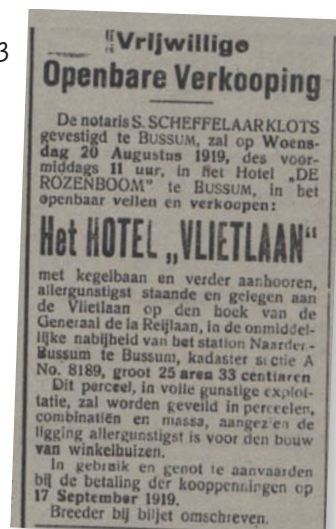 3
Vrijwillige
Openbare Verkooping
De notaris S. SCHEFFELAARKLOTS
gevestigd te BUSSUM, zal op Woens-
dag 20 Augustus 1919, des voor-
middags 11 uur, in het Hotel „DE
ROZENBOOM" te BUSSUM, in het
openbaar veilen en verkoopen:
Het HOTEL „VLIETLAAN"
met kegelbaan en verder aanhooren,
allergunstigst staande en gelegen aan
de Vlietlaan op den hoek van de
Generaal de la Reijlaan, in de onmiddel-
lijke nabijheid van het station Naarder-
Bussum te Bussum, kadaster sectie A
No. 8189, groot 25 aren 33 centiaren
Dit perceel, in volle gunstige exploi-
tatie, zal worden geveild in perceelen,
combinatiën en massa, aangezien de
ligging allergunstigst is voor den bouw
van winkelhuizen.
In gebruik en genot te aanvaarden
bij de betaling der kooppenningen op
17 September 1919.
Breeder bij biljet omschreven.